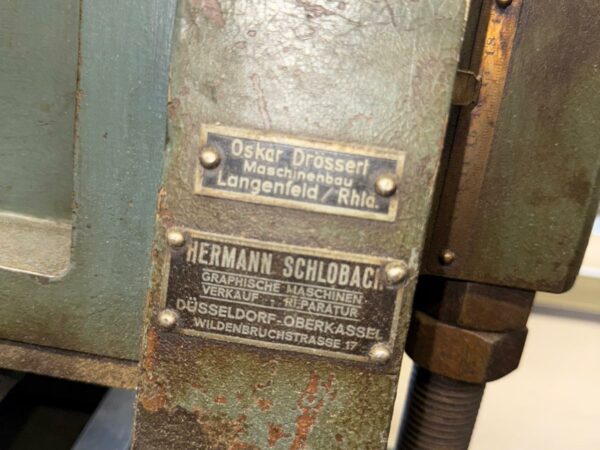 Oskar Drössert
Maschinenbau
Langenfeld / Rhld.
HERMANN SCHLOBACH
GRAPHISCHE MASCHINEN
VERKAUF - REPARATUR
DÜSSELDORF-OBERKASSEL
WILDENBRUCHSTRASSE 17